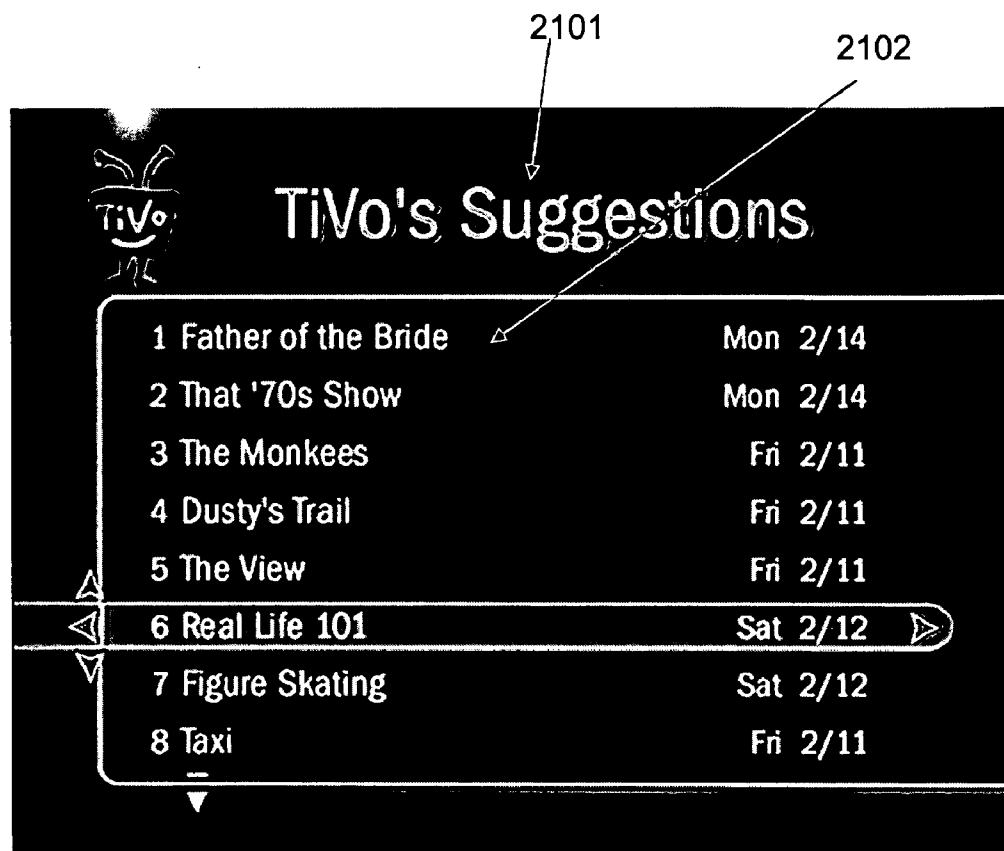 2101
2102
TiVo
TiVo's Suggestions
1 Father of the Bride Mon 2/14
2 That '70s Show Mon 2/14
3 The Monkees Fri 2/11
4 Dusty's Trail Fri 2/11
5 The View Fri 2/11
6 Real Life 101 Sat 2/12
7 Figure Skating Sat 2/12
8 Taxi Fri 2/11